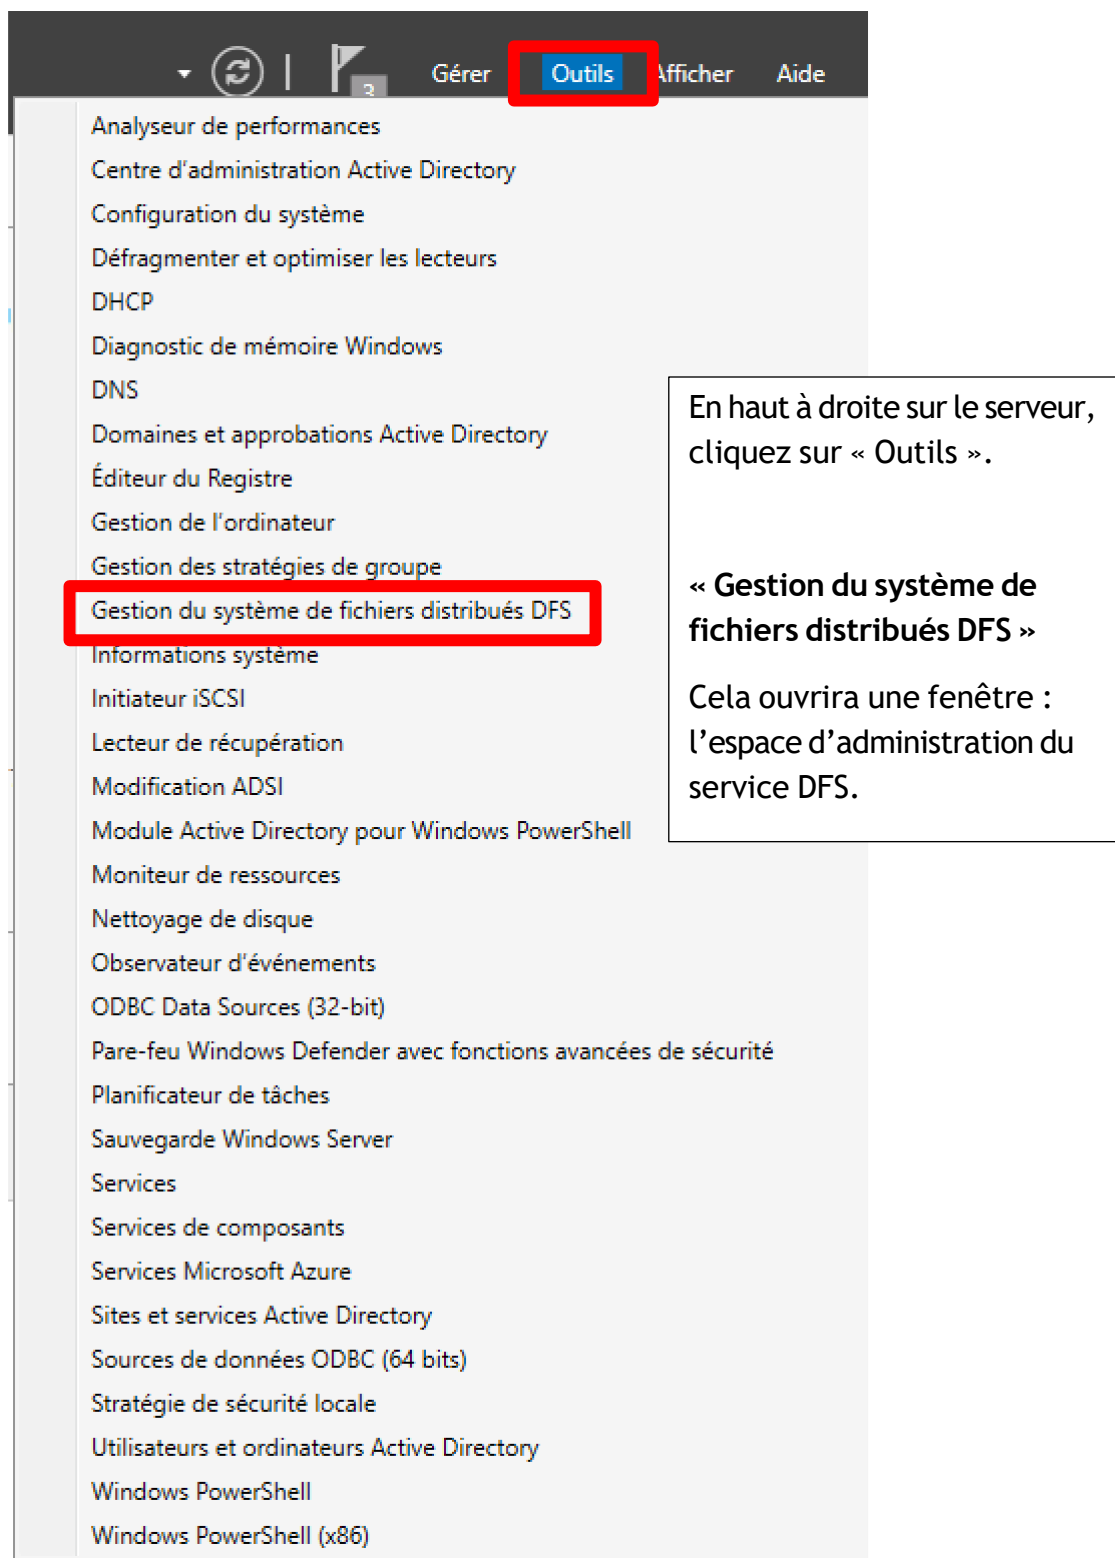 3
Gérer Outils Afficher Aide
Analyseur de performances
Centre d'administration Active Directory
Configuration du système
Défragmenter et optimiser les lecteurs
DHCP
Diagnostic de mémoire Windows
DNS
Domaines et approbations Active Directory
Éditeur du Registre
Gestion de l'ordinateur
Gestion des stratégies de groupe
Gestion du système de fichiers distribués DFS
Informations système
Initiateur iSCSI
Lecteur de récupération
Modification ADSI
Module Active Directory pour Windows PowerShell
Moniteur de ressources
Nettoyage de disque
Observateur d'événements
ODBC Data Sources (32-bit)
Pare-feu Windows Defender avec fonctions avancées de sécurité
Planificateur de tâches
Sauvegarde Windows Server
Services
Services de composants
Services Microsoft Azure
Sites et services Active Directory
Sources de données ODBC (64 bits)
Stratégie de sécurité locale
Utilisateurs et ordinateurs Active Directory
Windows PowerShell
Windows PowerShell (x86)
En haut à droite sur le serveur,
cliquez sur « Outils ».
« Gestion du système de
fichiers distribués DFS »
Cela ouvrira une fenêtre :
l’espace d’administration du
service DFS.